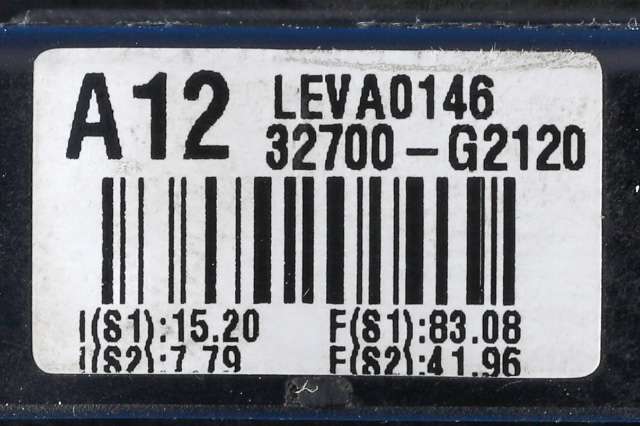 A12 LEVA0146
32700-G2120
I(S1):15.20 F(S1):83.08
I(S2):7.79 F(S2):41.96